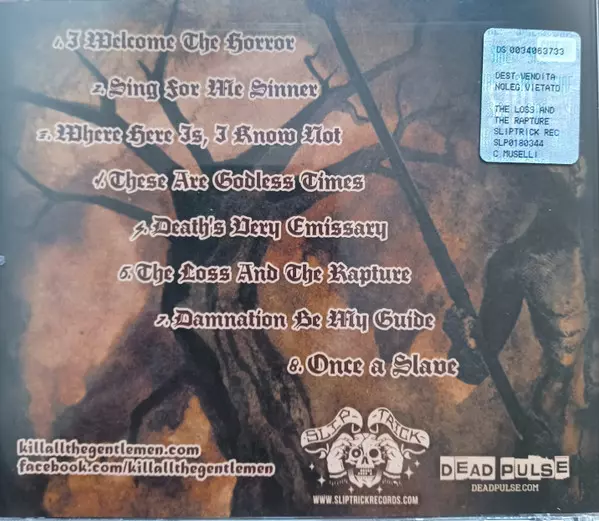 1. I Welcome The Horror
2. Sing For Me Sinner
3. Where Here Is, I Know Not
4. These Are Godless Times
5. Death's Very Emissary
6. The Loss And The Rapture
7. Damnation Be My Guide
8. Once a Slave
DS 0034063733
DEST VENDITA
NOLEG VIETATO
THE LOSS AND
THE RAPTURE
SLIPTRICK REC
SLP0180344
C MUSELLI
killallthegentlemen.com
facebook.com/killallthegentlemen
SLIP TRICK
WWW.SLIPTRICKRECORDS.COM
DEAD PULSE
DEADPULSE.COM